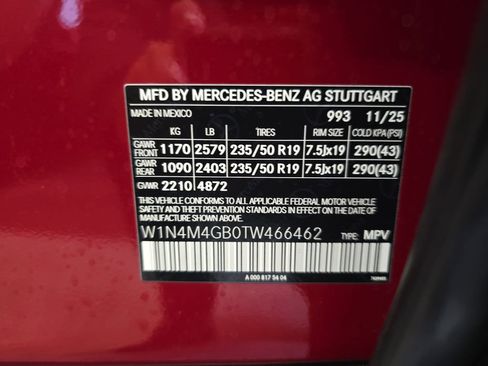 MFD BY MERCEDES-BENZ AG STUTTGART
MADE IN MEXICO 993 11/25
KG LB TIRES RIM SIZE COLD KPA (PSI)
GAWR FRONT 1170 2579 235/50 R19 7.5Jx19 290(43)
GAWR REAR 1090 2403 235/50 R19 7.5Jx19 290(43)
GVWR 2210 4872
THIS VEHICLE CONFORMS TO ALL
APPLICABLE FEDERAL MOTOR VEHICLE
SAFETY AND THEFT PREVENTION
STANDARDS IN EFFECT ON THE DATE OF
MANUFACTURE SHOWN ABOVE.
W1N4M4GB0TW466462 TYPE: MPV
A 000 817 54 04